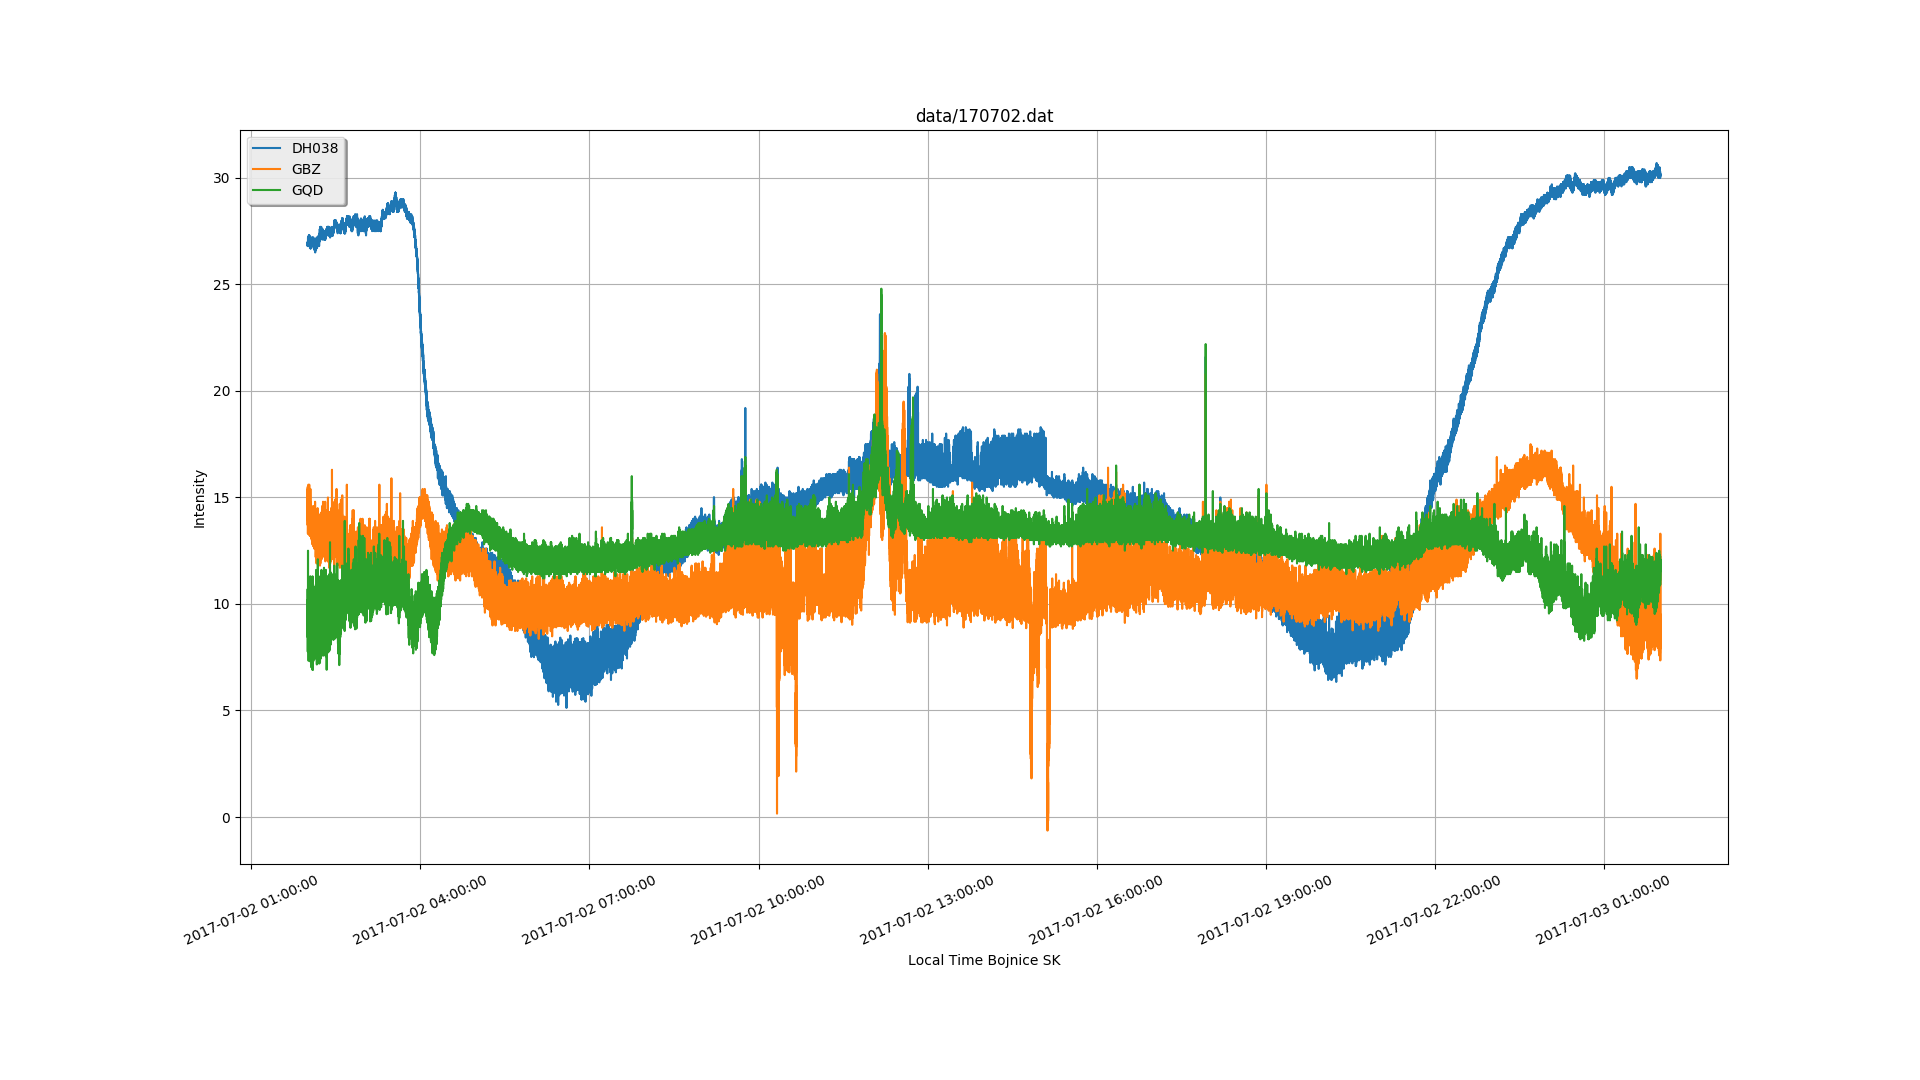 data/170702.dat
DH038
GBZ
GQD
Intensity
30
25
20
15
10
5
0
2017-07-02 01:00:00
2017-07-02 04:00:00
2017-07-02 07:00:00
2017-07-02 10:00:00
2017-07-02 13:00:00
2017-07-02 16:00:00
2017-07-02 19:00:00
2017-07-02 22:00:00
2017-07-03 01:00:00
Local Time Bojnice SK